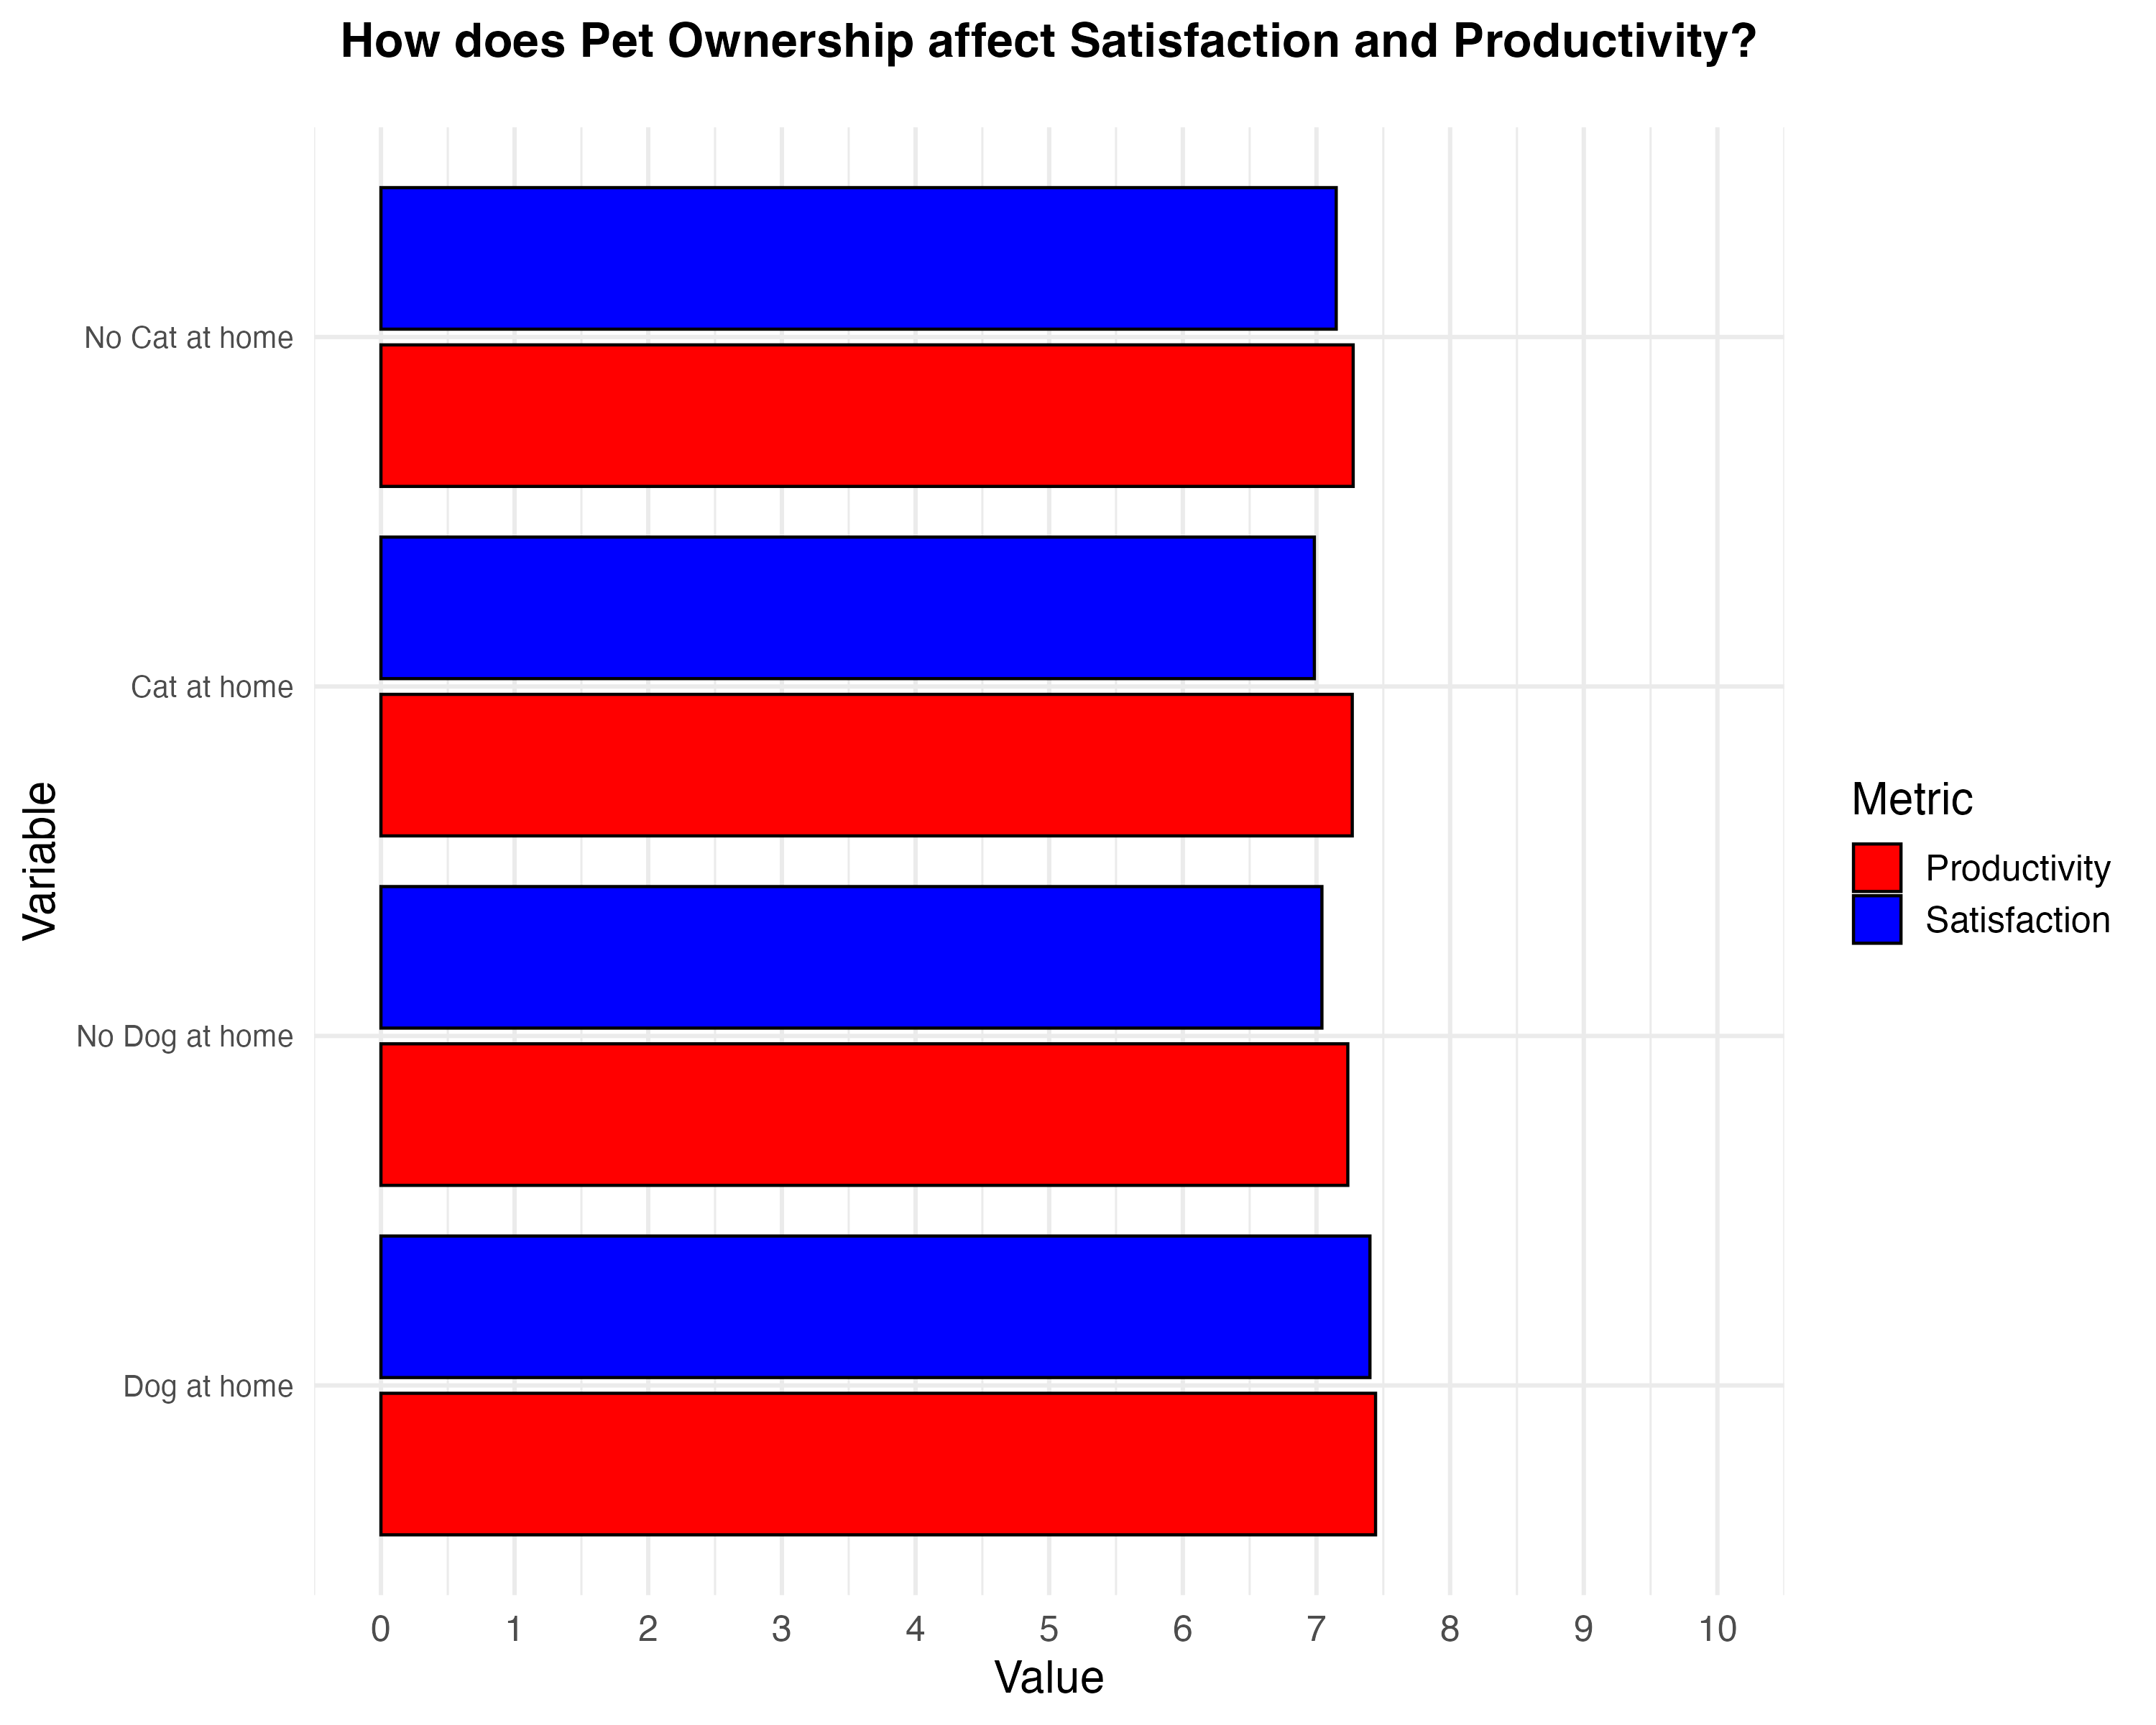 How does Pet Ownership affect Satisfaction and Productivity?
No Cat at home
Cat at home
No Dog at home
Dog at home
Variable
0 1 2 3 4 5 6 7 8 9 10
Value
Metric
Productivity
Satisfaction